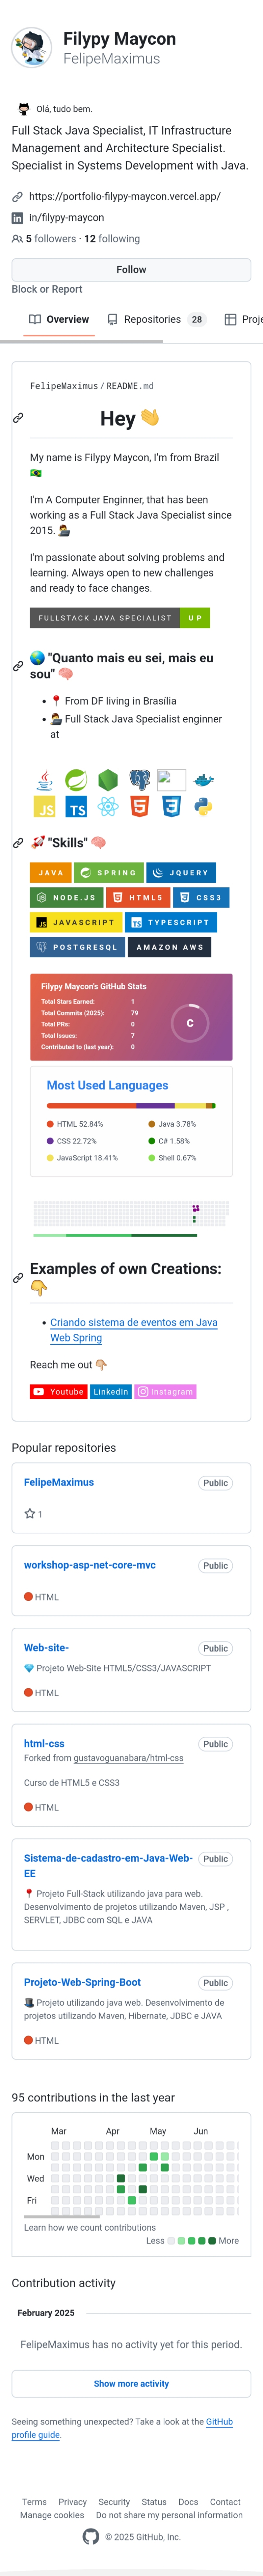 Filypy Maycon
FelipeMaximus
Olá, tudo bem.
Full Stack Java Specialist, IT Infrastructure
Management and Architecture Specialist.
Specialist in Systems Development with Java.
https://portfolio-filypy-maycon.vercel.app/
in/filypy-maycon
5 followers · 12 following
Follow
Block or Report
Overview
Repositories 28
Proje
FelipeMaximus / README.md
Hey 👋
My name is Filypy Maycon, I'm from Brazil
🇧🇷
I'm A Computer Enginner, that has been
working as a Full Stack Java Specialist since
2015. 👨‍💻
I'm passionate about solving problems and
learning. Always open to new challenges
and ready to face changes.
FULLSTACK JAVA SPECIALIST UP
🌎 "Quanto mais eu sei, mais eu
sou" 🧠
• 📍 From DF living in Brasília
• 👨‍💻 Full Stack Java Specialist enginner
at
JS TS
🚀 "Skills" 🧠
JAVA SPRING JQUERY
NODE.JS HTML5 CSS3
JAVASCRIPT TYPESCRIPT
POSTGRESQL AMAZON AWS
Filypy Maycon's GitHub Stats
Total Stars Earned: 1
Total Commits (2025): 79
Total PRs: 0
Total Issues: 7
Contributed to (last year): 0
C
Most Used Languages
HTML 52.84%
Java 3.78%
CSS 22.72%
C# 1.58%
JavaScript 18.41%
Shell 0.67%
Examples of own Creations:
👇
• Criando sistema de eventos em Java
Web Spring
Reach me out 👇
Youtube LinkedIn Instagram
Popular repositories
FelipeMaximus Public
1
workshop-asp-net-core-mvc Public
HTML
Web-site- Public
💎 Projeto Web-Site HTML5/CSS3/JAVASCRIPT
HTML
html-css Public
Forked from gustavoguanabara/html-css
Curso de HTML5 e CSS3
HTML
Sistema-de-cadastro-em-Java-Web-
EE Public
📍 Projeto Full-Stack utilizando java para web.
Desenvolvimento de projetos utilizando Maven, JSP ,
SERVLET, JDBC com SQL e JAVA
Projeto-Web-Spring-Boot Public
🎩 Projeto utilizando java web. Desenvolvimento de
projetos utilizando Maven, Hibernate, JDBC e JAVA
HTML
95 contributions in the last year
Mar Apr May Jun
Mon
Wed
Fri
Learn how we count contributions
Less More
Contribution activity
February 2025
FelipeMaximus has no activity yet for this period.
Show more activity
Seeing something unexpected? Take a look at the GitHub
profile guide.
Terms Privacy Security Status Docs Contact
Manage cookies Do not share my personal information
© 2025 GitHub, Inc.